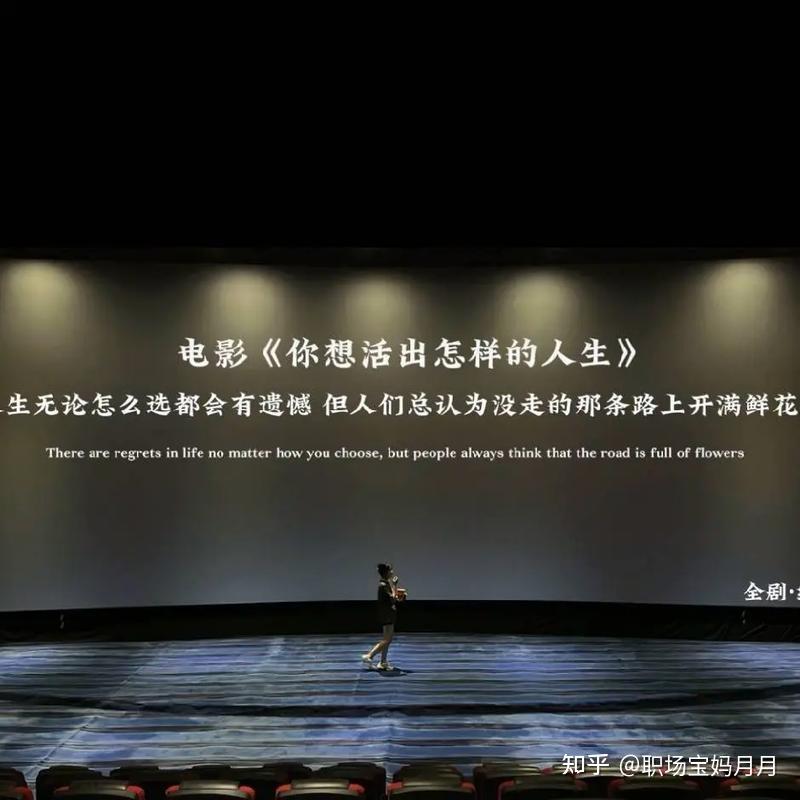 电影《你想活出怎样的人生》
生无论怎么选都会有遗憾 但人们总认为没走的那条路上开满鲜花
There are regrets in life no matter how you choose, but people always think that the road is full of flowers
全剧·
知乎 @职场宝妈月月